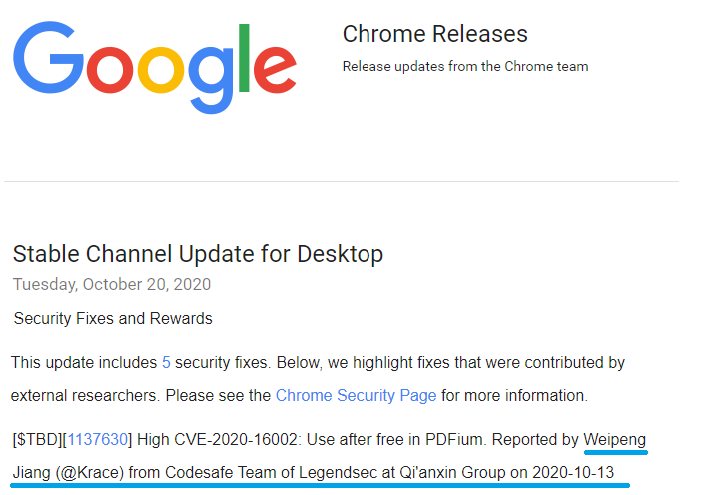 Google
Chrome Releases
Release updates from the Chrome team
Stable Channel Update for Desktop
Tuesday, October 20, 2020
Security Fixes and Rewards
This update includes 5 security fixes. Below, we highlight fixes that were contributed by
external researchers. Please see the Chrome Security Page for more information.
[$TBD][1137630] High CVE-2020-16002: Use after free in PDFium. Reported by Weipeng
Jiang (@Krace) from Codesafe Team of Legendsec at Qi'anxin Group on 2020-10-13